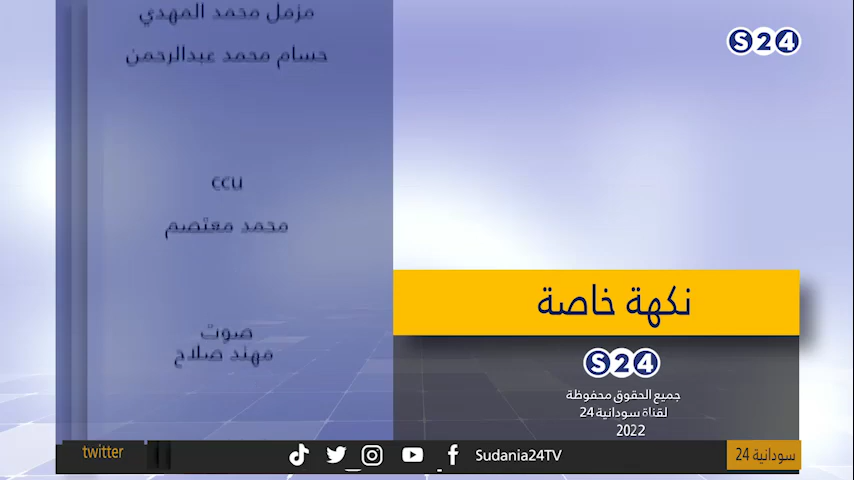 مزمل محمد المهدي
حسام محمد عبدالرحمن
ccu
محمد معتصم
صوت
مهند صلاح
S24
نكهة خاصة
S24
جميع الحقوق محفوظة
لقناة سودانية 24
2022
twitter
Sudania24TV
سودانية 24